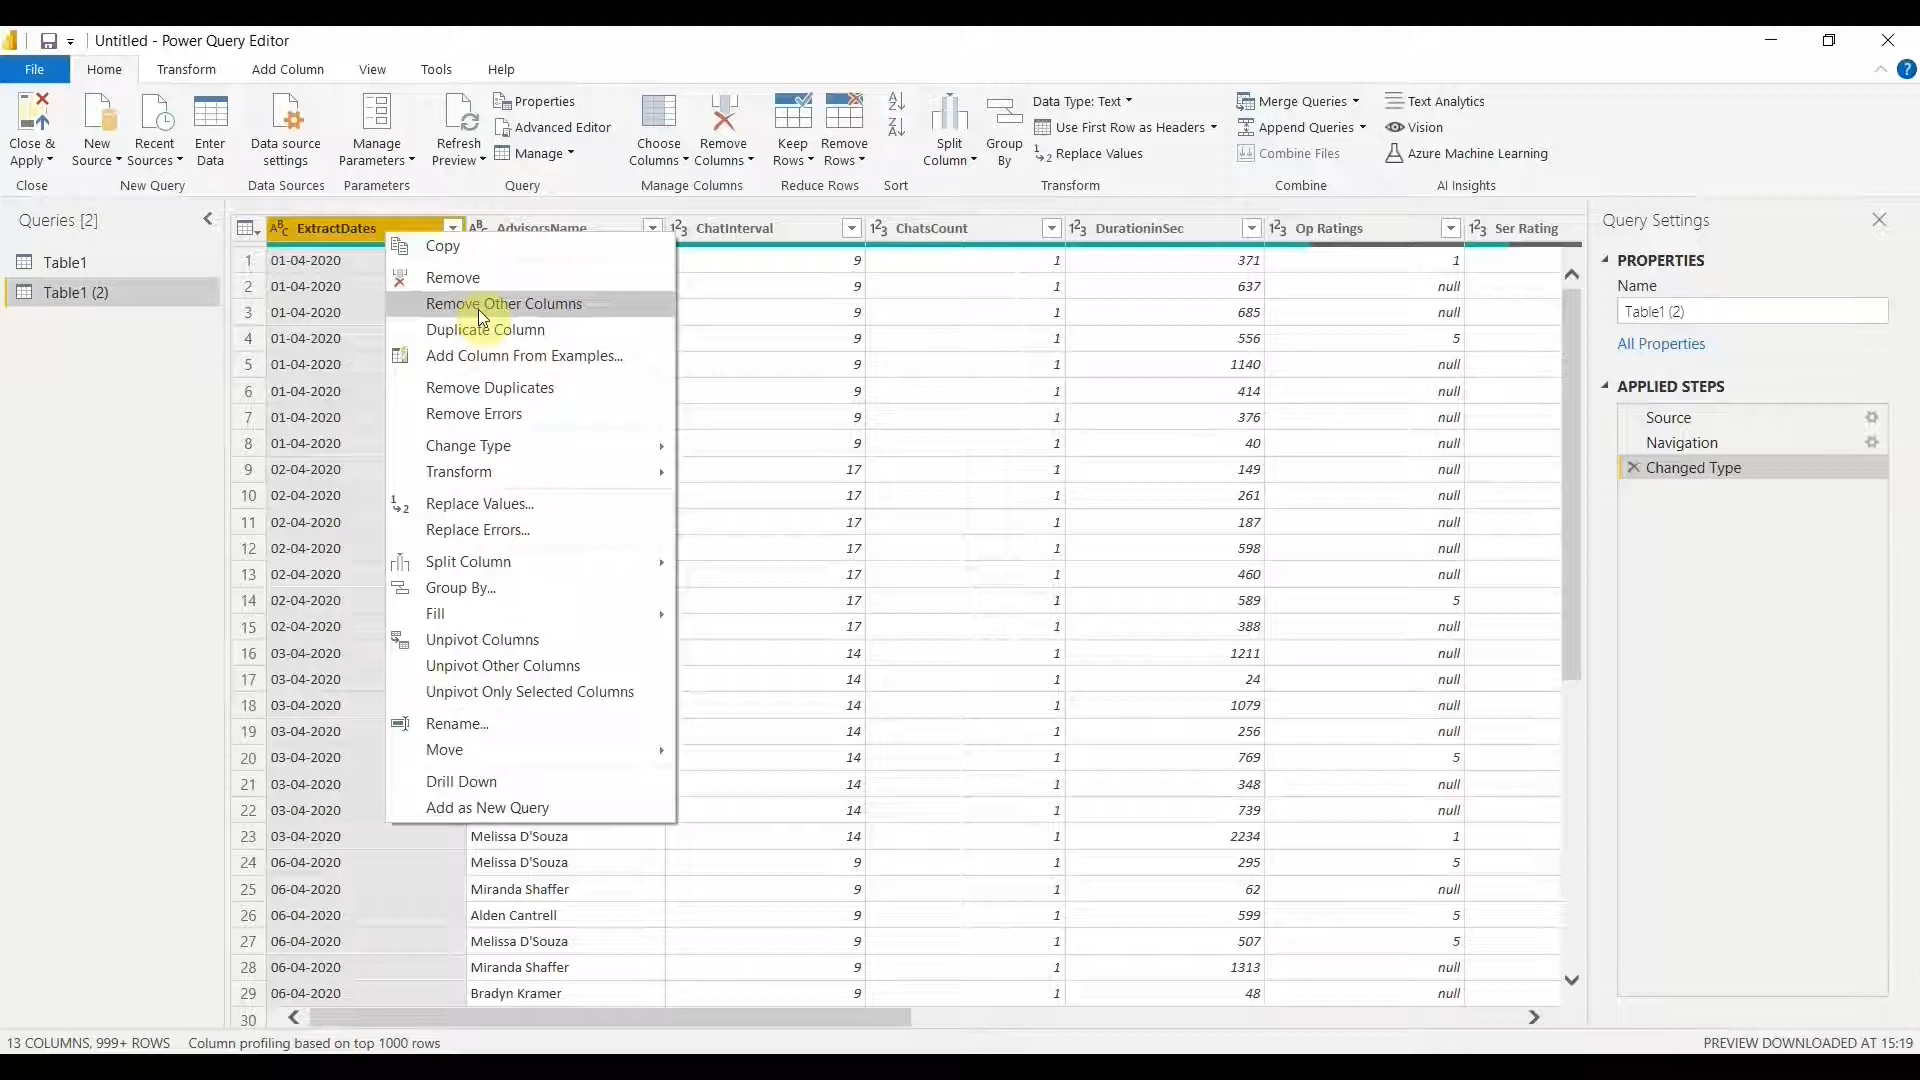 Untitled - Power Query Editor
File Home Transform Add Column View Tools Help
Close & Apply
New Source
Recent Sources
Enter Data
Data source settings
Manage Parameters
Refresh Preview
Properties
Advanced Editor
Manage
Choose Columns
Remove Columns
Keep Rows
Remove Rows
Split Column
Group By
Data Type: Text
Use First Row as Headers
Replace Values
Merge Queries
Append Queries
Combine Files
Text Analytics
Vision
Azure Machine Learning
Close New Query Data Sources Parameters Query Manage Columns Reduce Rows Sort Transform Combine AI Insights
Queries [2]
Table1
Table1 (2)
ExtractDates AdvisorsName ChatInterval ChatsCount DurationinSec Op Ratings Ser Rating
1 01-04-2020 9 1 371 1
2 01-04-2020 9 1 637 null
3 01-04-2020 9 1 685 null
4 01-04-2020 9 1 556 5
5 01-04-2020 9 1 1140 null
6 01-04-2020 9 1 414 null
7 01-04-2020 9 1 376 null
8 01-04-2020 9 1 40 null
9 02-04-2020 17 1 149 null
10 02-04-2020 17 1 261 null
11 02-04-2020 17 1 187 null
12 02-04-2020 17 1 598 null
13 02-04-2020 17 1 460 null
14 02-04-2020 17 1 589 5
15 02-04-2020 17 1 388 null
16 03-04-2020 14 1 1211 null
17 03-04-2020 14 1 24 null
18 03-04-2020 14 1 1079 null
19 03-04-2020 14 1 256 null
20 03-04-2020 14 1 769 5
21 03-04-2020 14 1 348 null
22 03-04-2020 14 1 739 null
23 03-04-2020 Melissa D'Souza 14 1 2234 1
24 06-04-2020 Melissa D'Souza 9 1 295 5
25 06-04-2020 Miranda Shaffer 9 1 62 null
26 06-04-2020 Alden Cantrell 9 1 599 5
27 06-04-2020 Melissa D'Souza 9 1 507 5
28 06-04-2020 Miranda Shaffer 9 1 1313 null
29 06-04-2020 Bradyn Kramer 9 1 48 null
30
Copy
Remove
Remove Other Columns
Duplicate Column
Add Column From Examples...
Remove Duplicates
Remove Errors
Change Type
Transform
Replace Values...
Replace Errors...
Split Column
Group By...
Fill
Unpivot Columns
Unpivot Other Columns
Unpivot Only Selected Columns
Rename...
Move
Drill Down
Add as New Query
Query Settings
PROPERTIES
Name
Table1 (2)
All Properties
APPLIED STEPS
Source
Navigation
Changed Type
13 COLUMNS, 999+ ROWS Column profiling based on top 1000 rows
PREVIEW DOWNLOADED AT 15:19